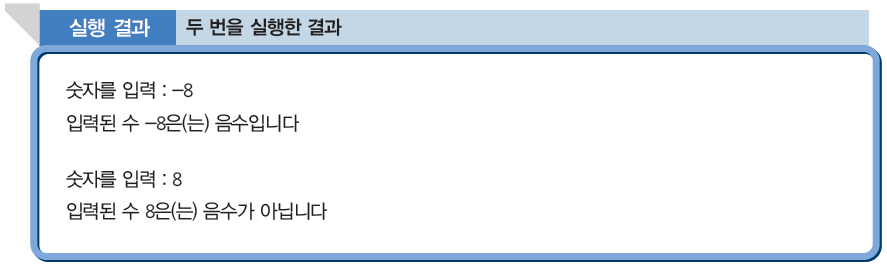 실행 결과 두 번을 실행한 결과
숫자를 입력 : –8
입력된 수 –8은(는) 음수입니다
숫자를 입력 : 8
입력된 수 8은(는) 음수가 아닙니다